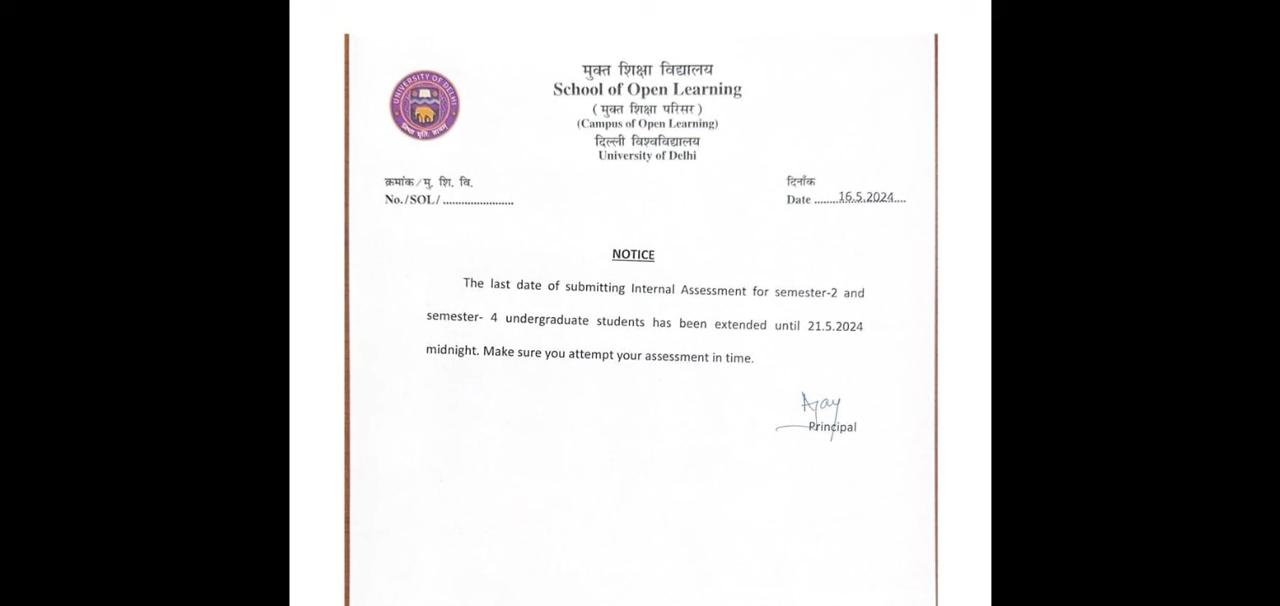 मुक्त शिक्षा विद्यालय
School of Open Learning
( मुक्त शिक्षा परिसर )
(Campus of Open Learning)
दिल्ली विश्वविद्यालय
University of Delhi
UNIVERSITY OF DELHI
क्रमांक/मु. शि. वि.
No./SOL/ .......................
दिनाँक
Date ........16.5.2024....
NOTICE
The last date of submitting Internal Assessment for semester-2 and
semester- 4 undergraduate students has been extended until 21.5.2024
midnight. Make sure you attempt your assessment in time.
Ajay
Principal